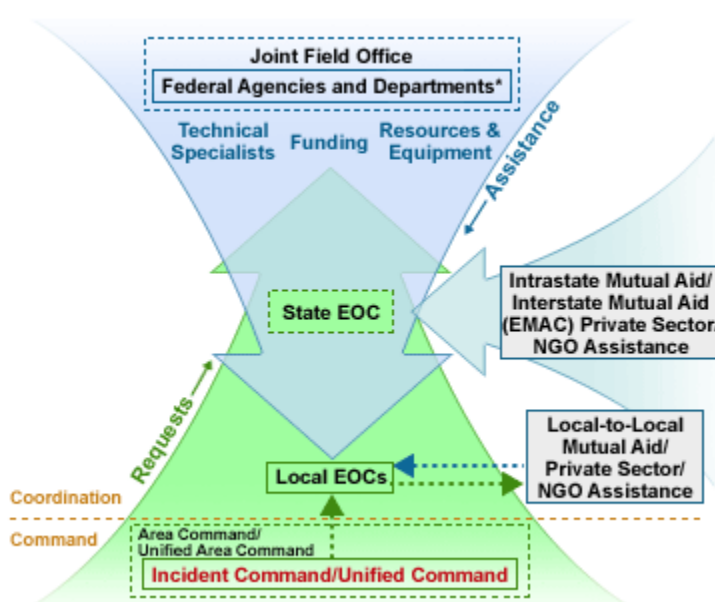 Joint Field Office
Federal Agencies and Departments*
Technical
Specialists
Funding
Resources &
Equipment
Assistance
State EOC
Intrastate Mutual Aid/
Interstate Mutual Aid
(EMAC) Private Sector/
NGO Assistance
Requests
Local-to-Local
Mutual Aid/
Private Sector/
NGO Assistance
Local EOCs
Coordination
Command
Area Command/
Unified Area Command
Incident Command/Unified Command